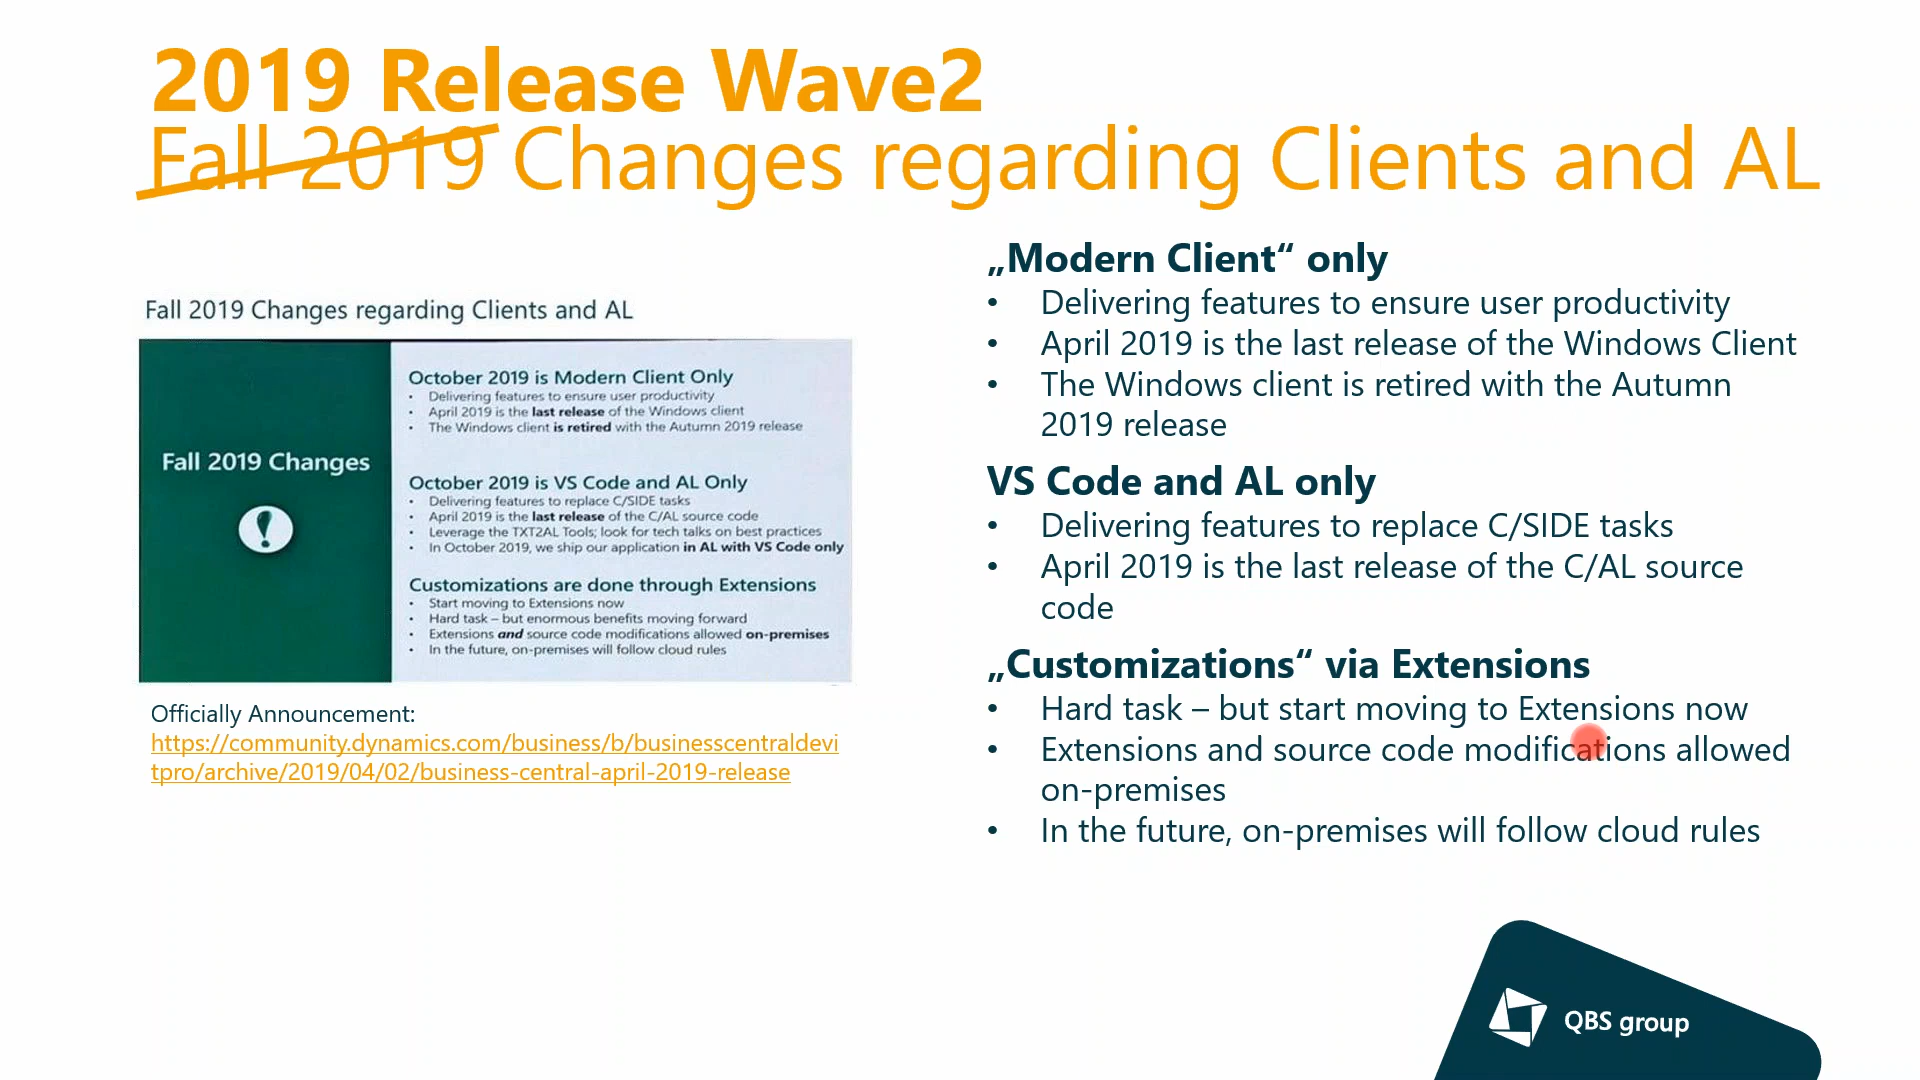 2019 Release Wave2
Fall 2019 Changes regarding Clients and AL
Fall 2019 Changes regarding Clients and AL
Fall 2019 Changes
October 2019 is Modern Client Only
• Delivering features to ensure user productivity
• April 2019 is the last release of the Windows client
• The Windows client is retired with the Autumn 2019 release
October 2019 is VS Code and AL Only
• Delivering features to replace C/SIDE tasks
• April 2019 is the last release of the C/AL source code
• Leverage the TXT2AL Tools; look for tech talks on best practices
• In October 2019, we ship our application in AL with VS Code only
Customizations are done through Extensions
• Start moving to Extensions now
• Hard task – but enormous benefits moving forward
• Extensions and source code modifications allowed on-premises
• In the future, on-premises will follow cloud rules
Officially Announcement:
https://community.dynamics.com/business/b/businesscentraldevi
tpro/archive/2019/04/02/business-central-april-2019-release
„Modern Client“ only
• Delivering features to ensure user productivity
• April 2019 is the last release of the Windows Client
• The Windows client is retired with the Autumn
2019 release
VS Code and AL only
• Delivering features to replace C/SIDE tasks
• April 2019 is the last release of the C/AL source
code
„Customizations“ via Extensions
• Hard task – but start moving to Extensions now
• Extensions and source code modifications allowed
on-premises
• In the future, on-premises will follow cloud rules
QBS group